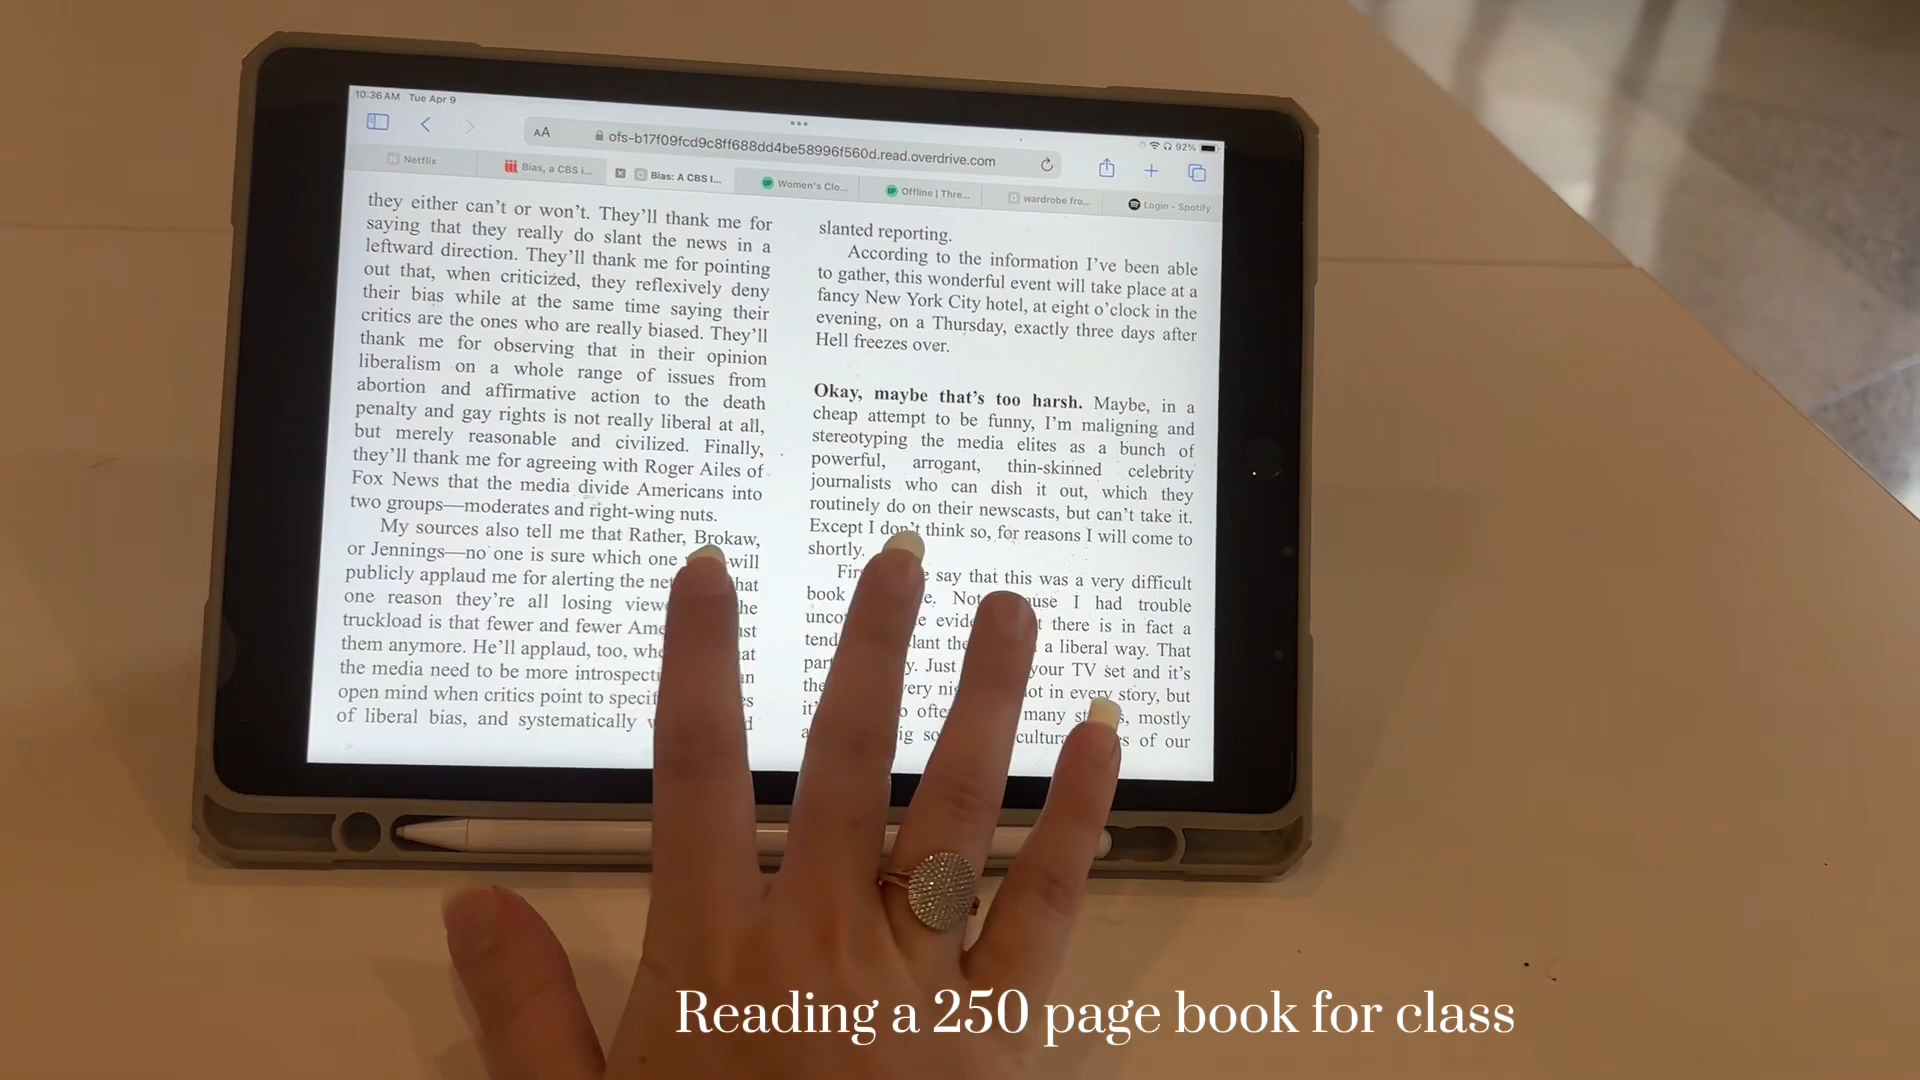 10:36 AM Tue Apr 9
92%
AA
ofs-b17f09fcd9c8ff688dd4be58996f560d.read.overdrive.com
Netflix
Bias, a CBS i...
Bias: A CBS I...
Women's Clo...
Offline | Thre...
wardrobe fro...
Login - Spotify
they either can't or won't. They'll thank me for
saying that they really do slant the news in a
leftward direction. They'll thank me for pointing
out that, when criticized, they reflexively deny
their bias while at the same time saying their
critics are the ones who are really biased. They'll
thank me for observing that in their opinion
liberalism on a whole range of issues from
abortion and affirmative action to the death
penalty and gay rights is not really liberal at all,
but merely reasonable and civilized. Finally,
they'll thank me for agreeing with Roger Ailes of
Fox News that the media divide Americans into
two groups—moderates and right-wing nuts.
My sources also tell me that Rather, Brokaw,
or Jennings—no one is sure which one will
publicly applaud me for alerting the
one reason they're all losing
truckload is that fewer and fewer
them anymore. He'll applaud, too,
the media need to be more
open mind when critics point to
of liberal bias, and systematically
slanted reporting.
According to the information I've been able
to gather, this wonderful event will take place at a
fancy New York City hotel, at eight o'clock in the
evening, on a Thursday, exactly three days after
Hell freezes over.
Okay, maybe that's too harsh. Maybe, in a
cheap attempt to be funny, I'm maligning and
stereotyping the media elites as a bunch of
powerful, arrogant, thin-skinned celebrity
journalists who can dish it out, which they
routinely do on their newscasts, but can't take it.
Except I don't think so, for reasons I will come to
shortly.
say that this was a very difficult
book I had trouble
there is in fact a
a liberal way. That
Just your TV set and it's
in every story, but
many mostly
of our
Reading a 250 page book for class